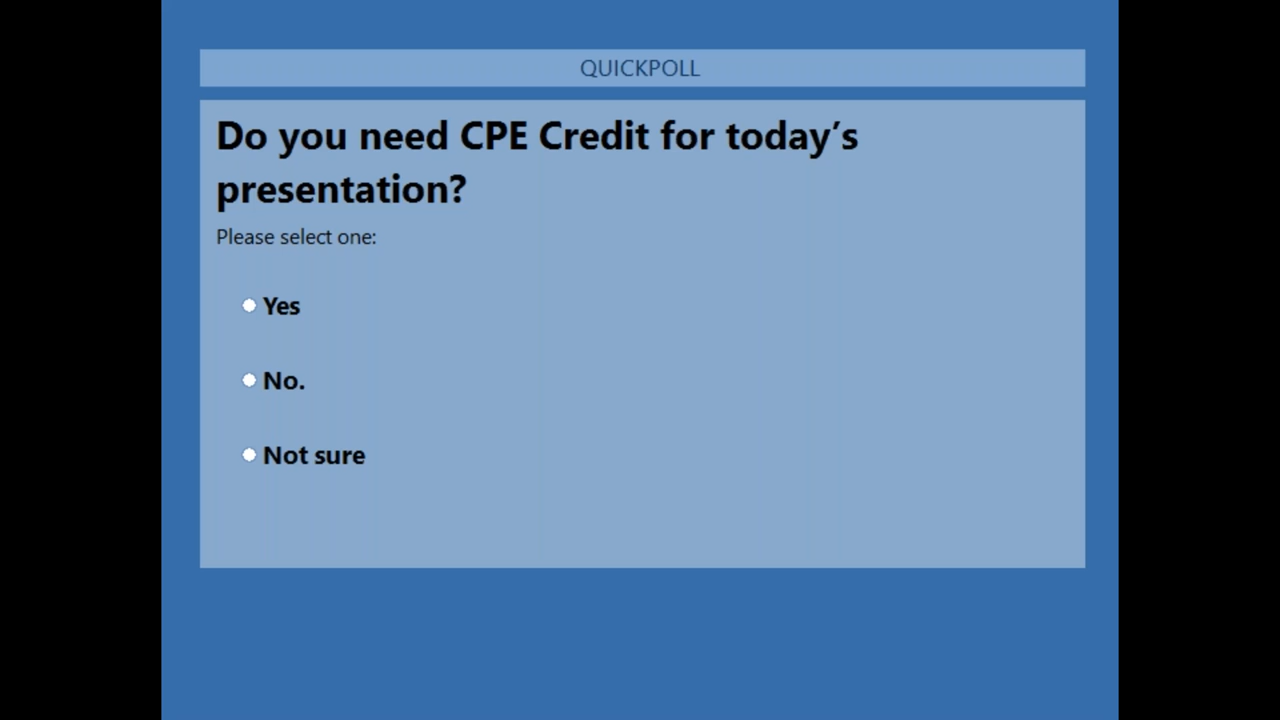 QUICKPOLL
Do you need CPE Credit for today’s
presentation?
Please select one:
Yes
No.
Not sure